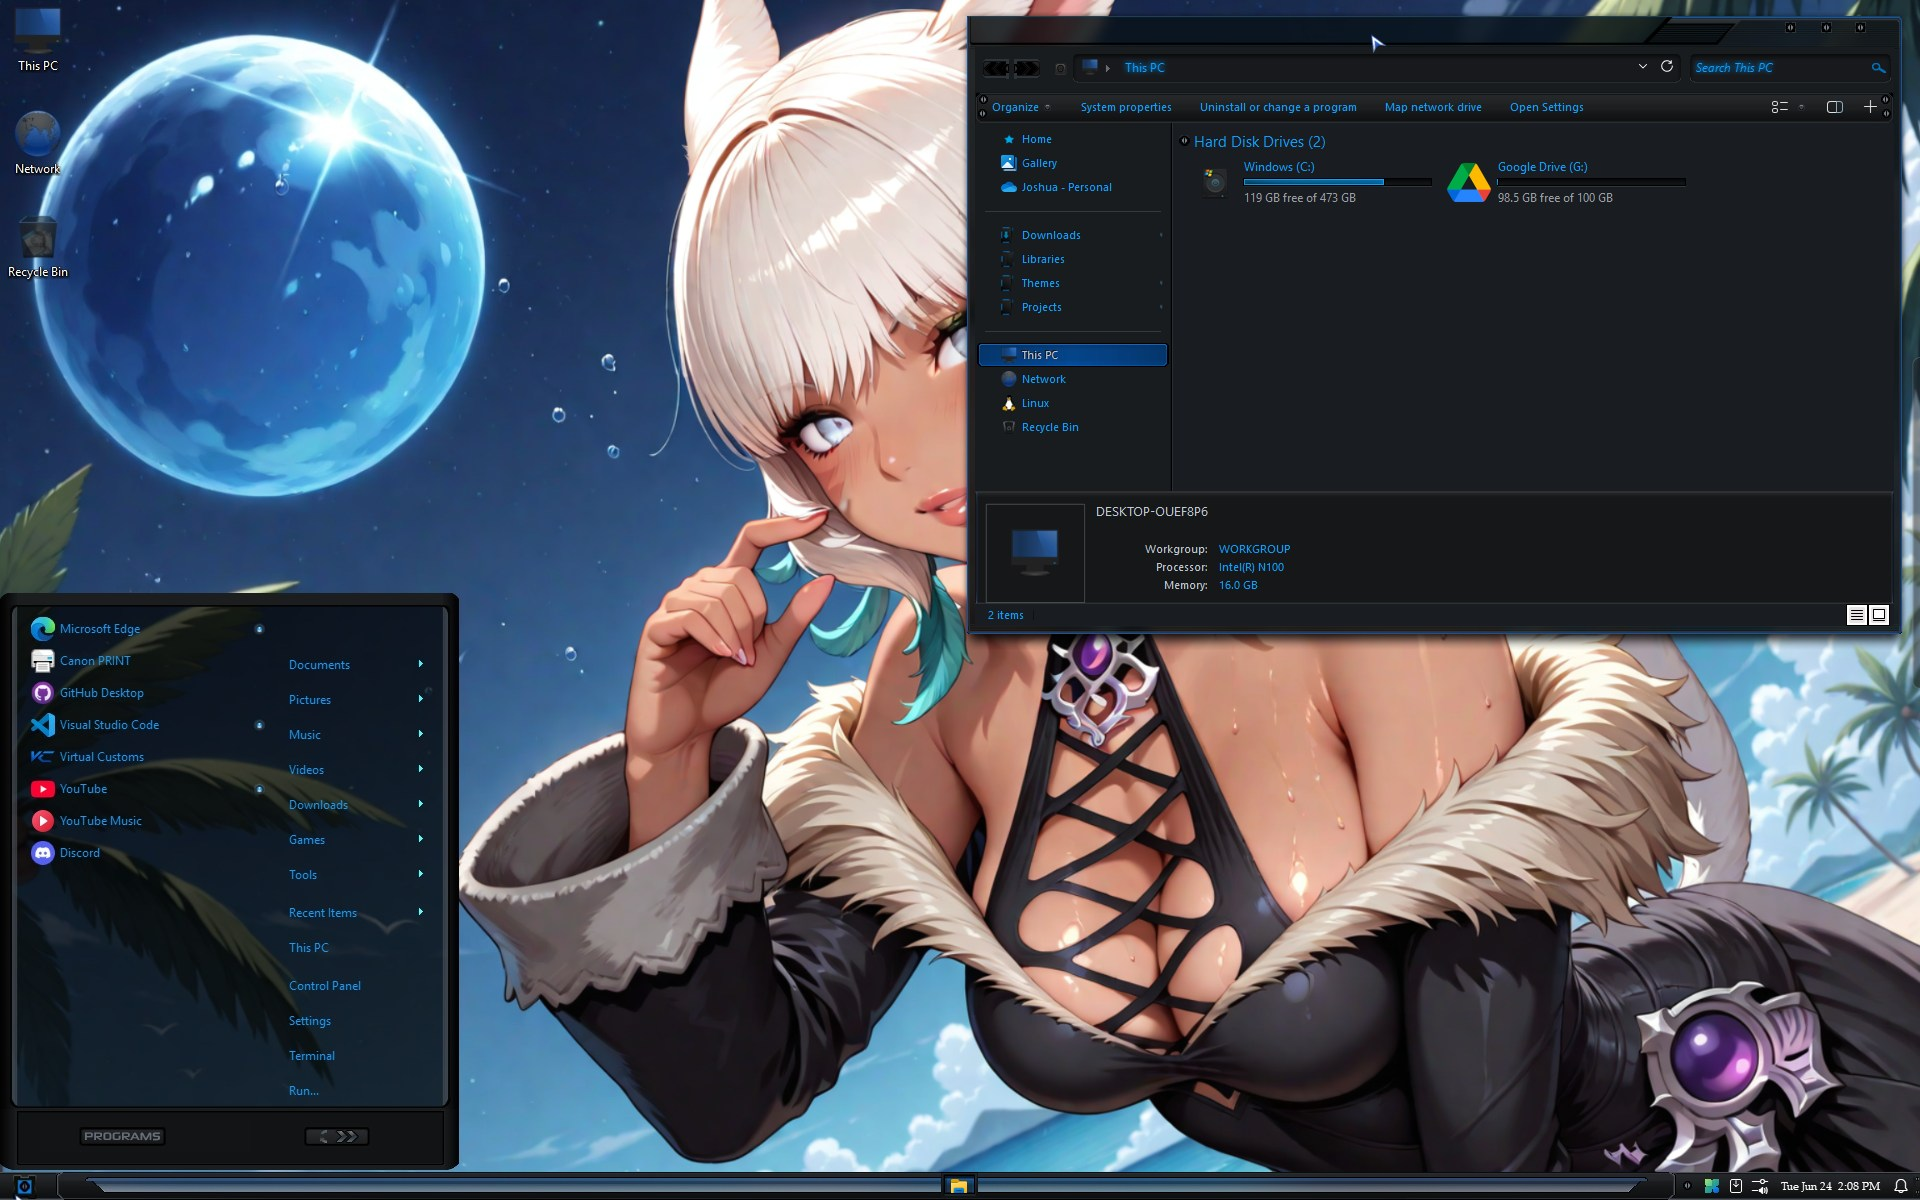 This PC
Network
Recycle Bin
This PC
Search This PC
Organize
System properties
Uninstall or change a program
Map network drive
Open Settings
Home
Gallery
Joshua - Personal
Downloads
Libraries
Themes
Projects
This PC
Network
Linux
Recycle Bin
Hard Disk Drives (2)
Windows (C:)
119 GB free of 473 GB
Google Drive (G:)
98.5 GB free of 100 GB
DESKTOP-OUEF8P6
Workgroup: WORKGROUP
Processor: Intel(R) N100
Memory: 16.0 GB
2 items
Microsoft Edge
Canon PRINT
GitHub Desktop
Visual Studio Code
Virtual Customs
YouTube
YouTube Music
Discord
Documents
Pictures
Music
Videos
Downloads
Games
Tools
Recent Items
This PC
Control Panel
Settings
Terminal
Run...
PROGRAMS
Tue Jun 24 2:08 PM